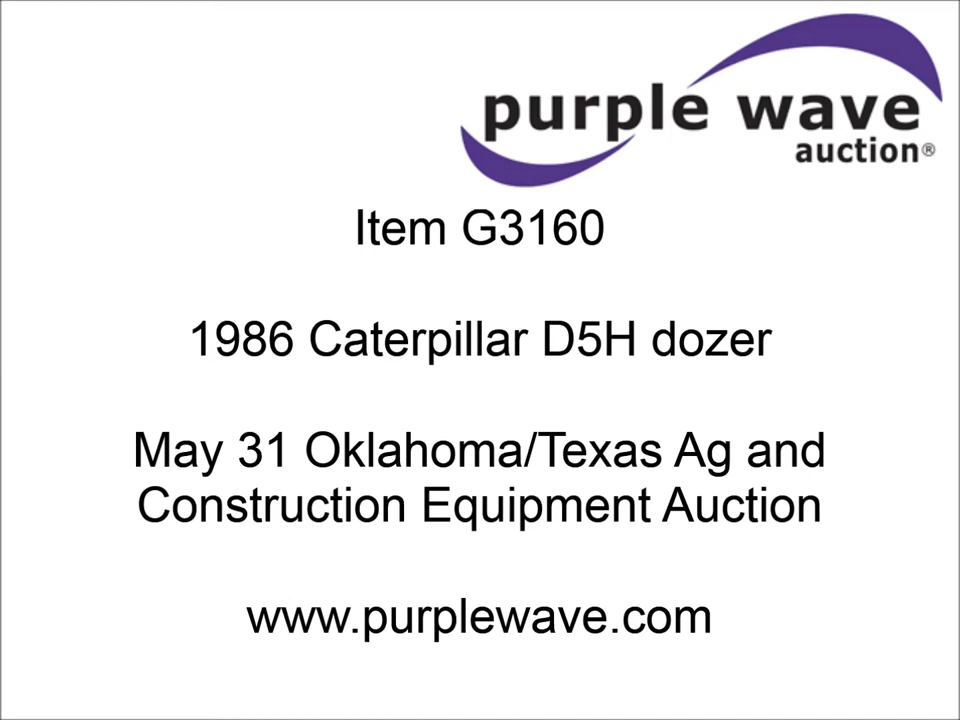 purple wave
auction®
Item G3160
1986 Caterpillar D5H dozer
May 31 Oklahoma/Texas Ag and
Construction Equipment Auction
www.purplewave.com